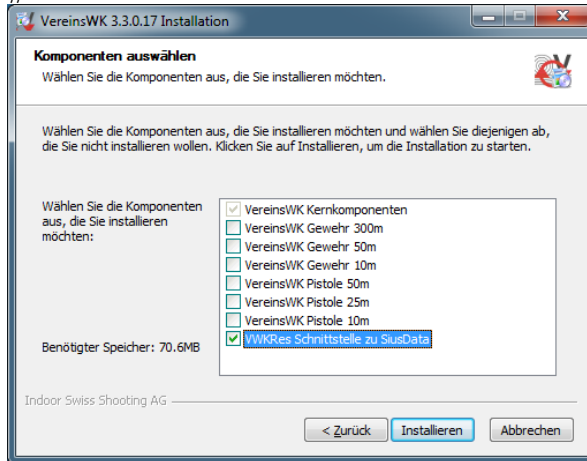 VereinsWK 3.3.0.17 Installation
Komponenten auswählen
Wählen Sie die Komponenten aus, die Sie installieren möchten.
Wählen Sie die Komponenten aus, die Sie installieren möchten und wählen Sie diejenigen ab,
die Sie nicht installieren wollen. Klicken Sie auf Installieren, um die Installation zu starten.
Wählen Sie die Komponenten
aus, die Sie installieren
möchten:
VereinsWK Kernkomponenten
VereinsWK Gewehr 300m
VereinsWK Gewehr 50m
VereinsWK Gewehr 10m
VereinsWK Pistole 50m
VereinsWK Pistole 25m
VereinsWK Pistole 10m
VWKRes Schnittstelle zu SiusData
Benötigter Speicher: 70.6MB
Indoor Swiss Shooting AG
< Zurück Installieren Abbrechen